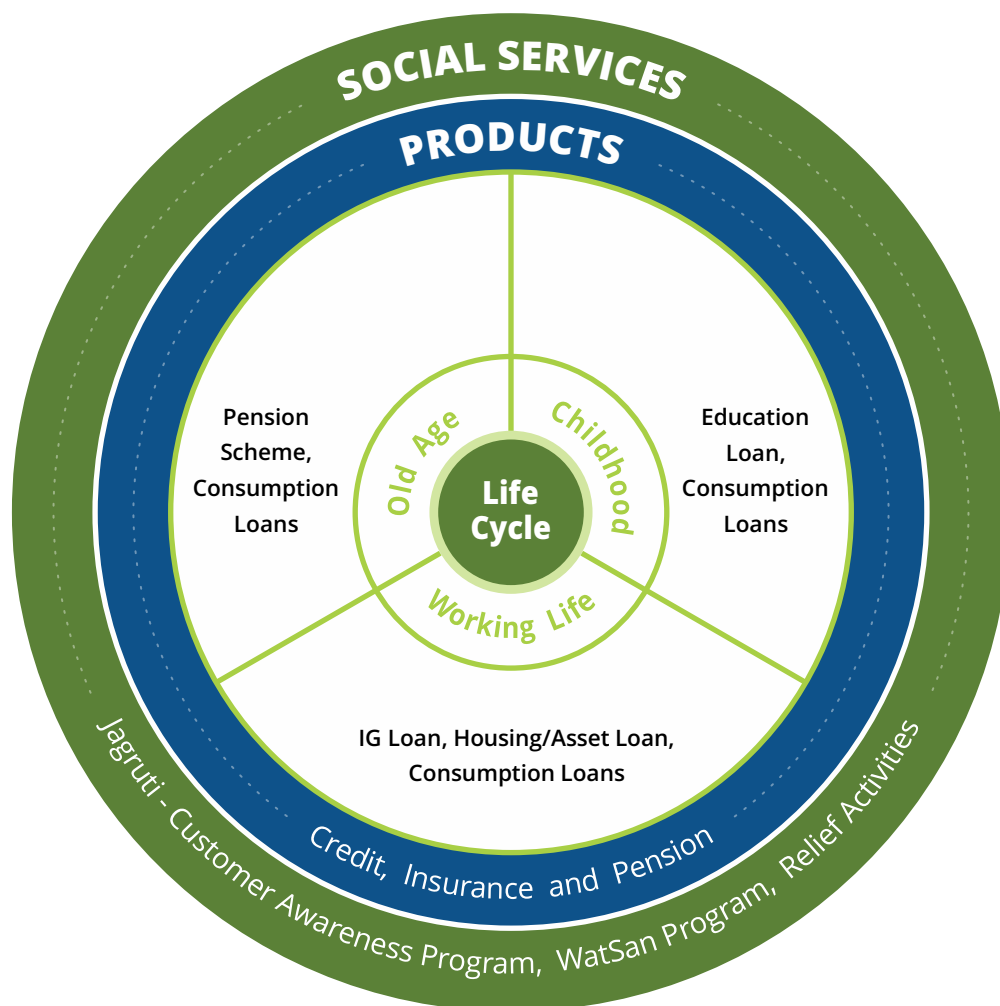 SOCIAL SERVICES
PRODUCTS
Pension
Scheme,
Consumption
Loans
Old Age
Childhood
Education
Loan,
Consumption
Loans
Life
Cycle
Working Life
IG Loan, Housing/Asset Loan,
Consumption Loans
Credit, Insurance and Pension
Jagruti - Customer Awareness Program, WatSan Program, Relief Activities